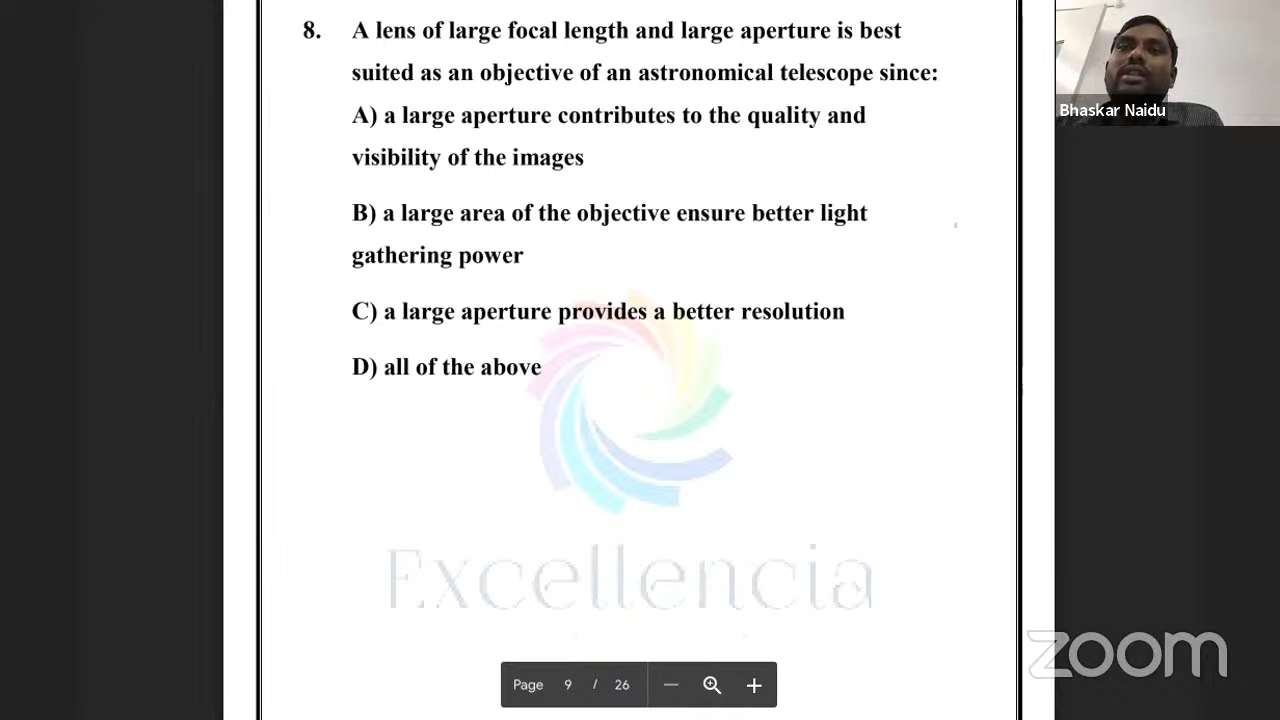 8. A lens of large focal length and large aperture is best
suited as an objective of an astronomical telescope since:
A) a large aperture contributes to the quality and
visibility of the images
B) a large area of the objective ensure better light
gathering power
C) a large aperture provides a better resolution
D) all of the above
Excellencia
Bhaskar Naidu
zoom
Page 9 / 26